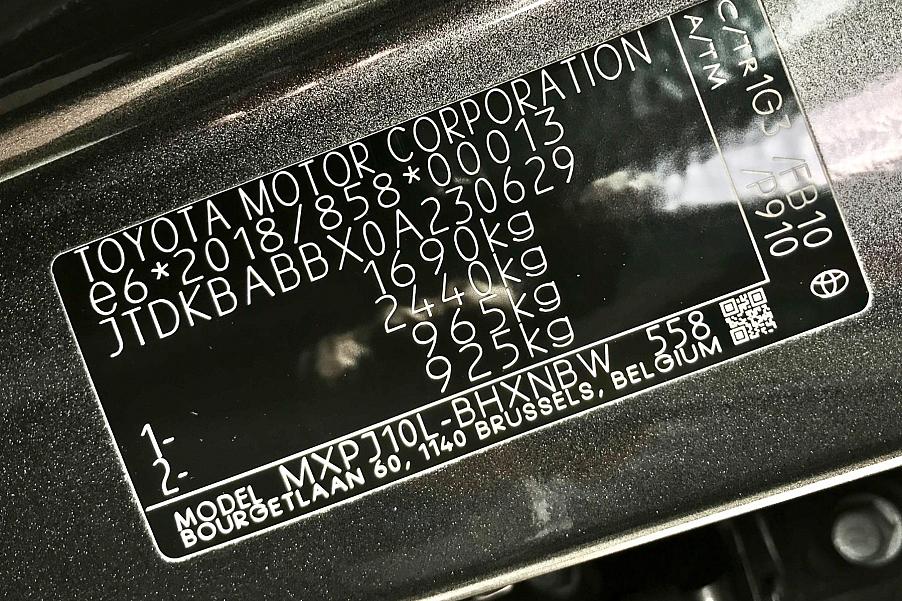 TOYOTA MOTOR CORPORATION
e6*2018/858*00013
JTDKBABBX0A230629
1690kg
2440kg
1- 965kg
2- 925kg
MODEL MXPJ10L-BHXNBW 558
BOURGETLAAN 60, 1140 BRUSSELS, BELGIUM
C/TR 1G3 /FB10
A/TM /P910